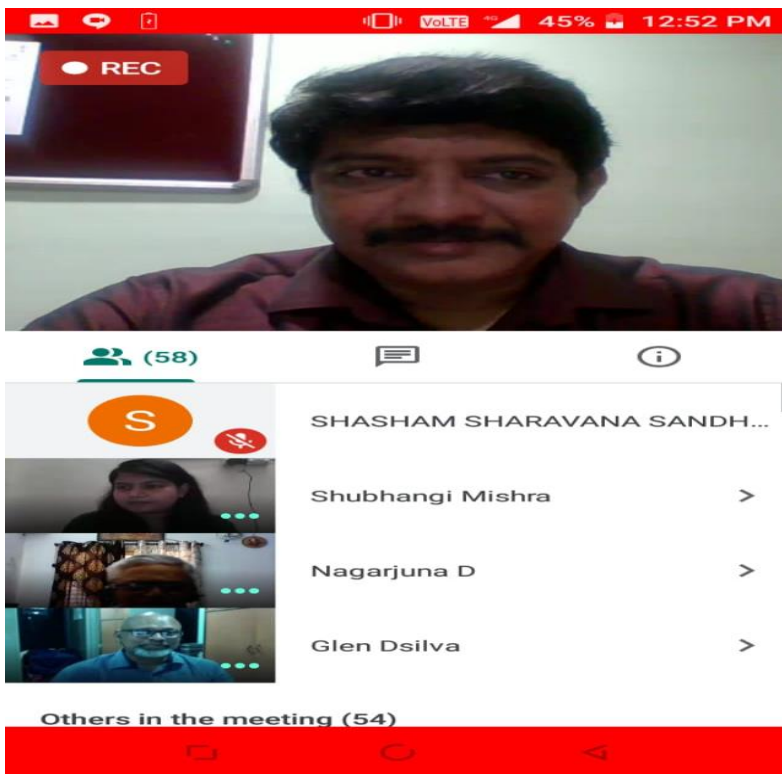 VoLTE 4G 45% 12:52 PM
REC
(58)
S
SHASHAM SHARAVANA SANDH...
Shubhangi Mishra
Nagarjuna D
Glen Dsilva
Others in the meeting (54)